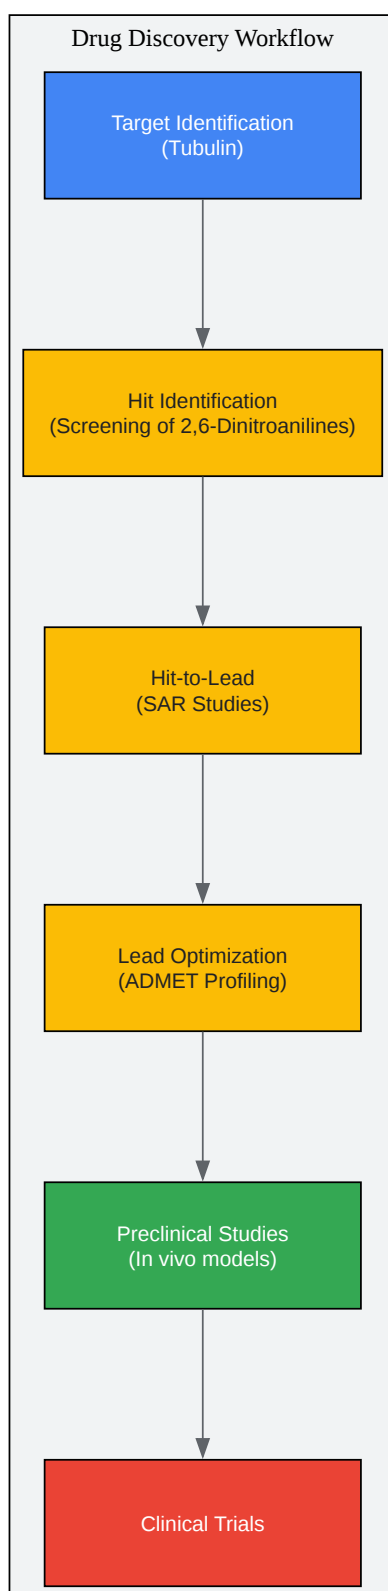 Drug Discovery Workflow
Target Identification
(Tubulin)
Hit Identification
(Screening of 2,6-Dinitroanilines)
Hit-to-Lead
(SAR Studies)
Lead Optimization
(ADMET Profiling)
Preclinical Studies
(In vivo models)
Clinical Trials